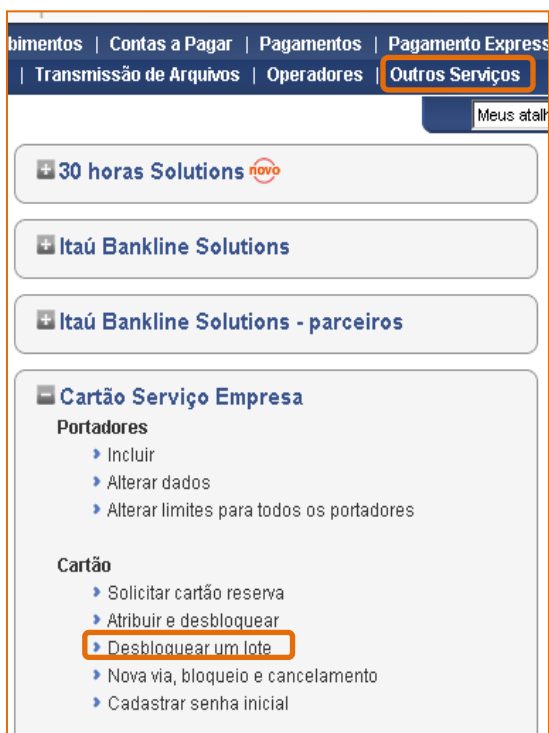 bimentos | Contas a Pagar | Pagamentos | Pagamento Express
| Transmissão de Arquivos | Operadores | Outros Serviços
Meus atalh
30 horas Solutions novo
Itaú Bankline Solutions
Itaú Bankline Solutions - parceiros
Cartão Serviço Empresa
Portadores
Incluir
Alterar dados
Alterar limites para todos os portadores
Cartão
Solicitar cartão reserva
Atribuir e desbloquear
Desbloquear um lote
Nova via, bloqueio e cancelamento
Cadastrar senha inicial